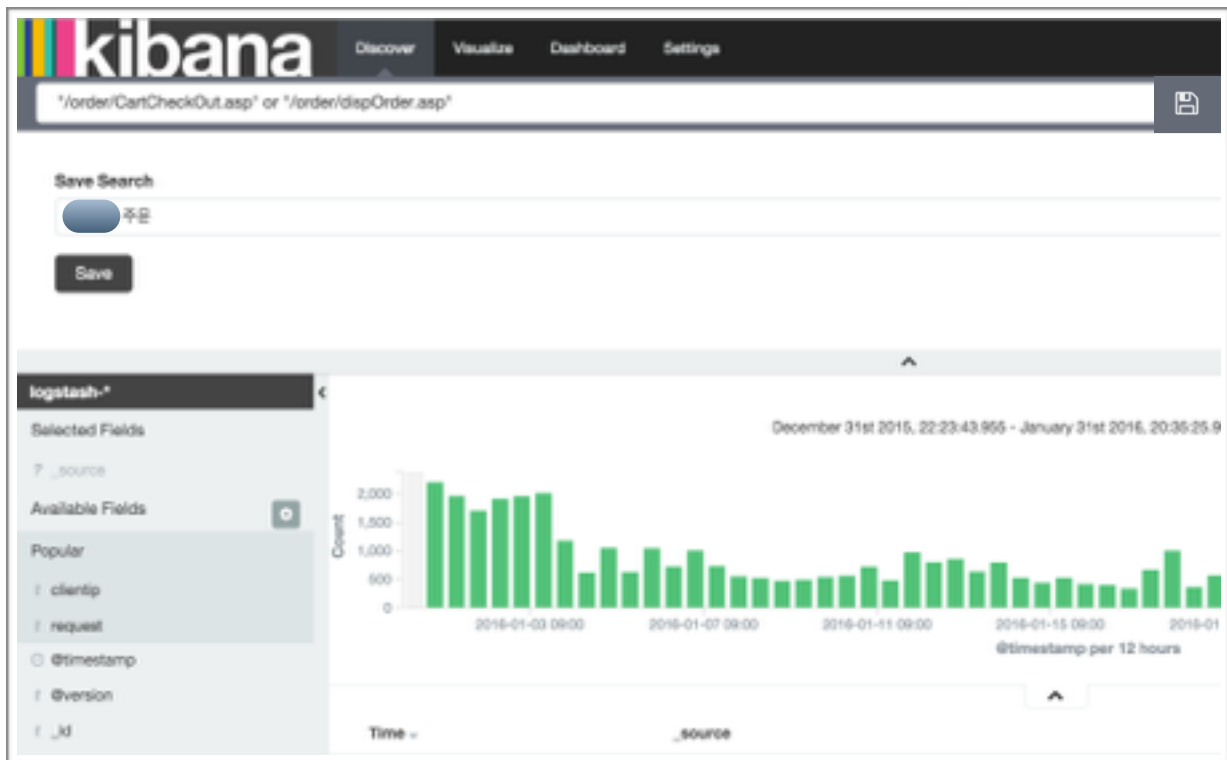 kibana Discover Visualize Dashboard Settings
"/order/CartCheckOut.asp" or "/order/dispOrder.asp"
Save Search
주문
Save
logstash-*
Selected Fields
? _source
Available Fields
Popular
t clientip
t request
@timestamp
t @version
t _id
December 31st 2015, 22:23:43.955 - January 31st 2016, 20:35:25.9
Count
2,000
1,500
1,000
500
0
2016-01-03 09:00 2016-01-07 09:00 2016-01-11 09:00 2016-01-15 09:00 2016-01
@timestamp per 12 hours
Time _source